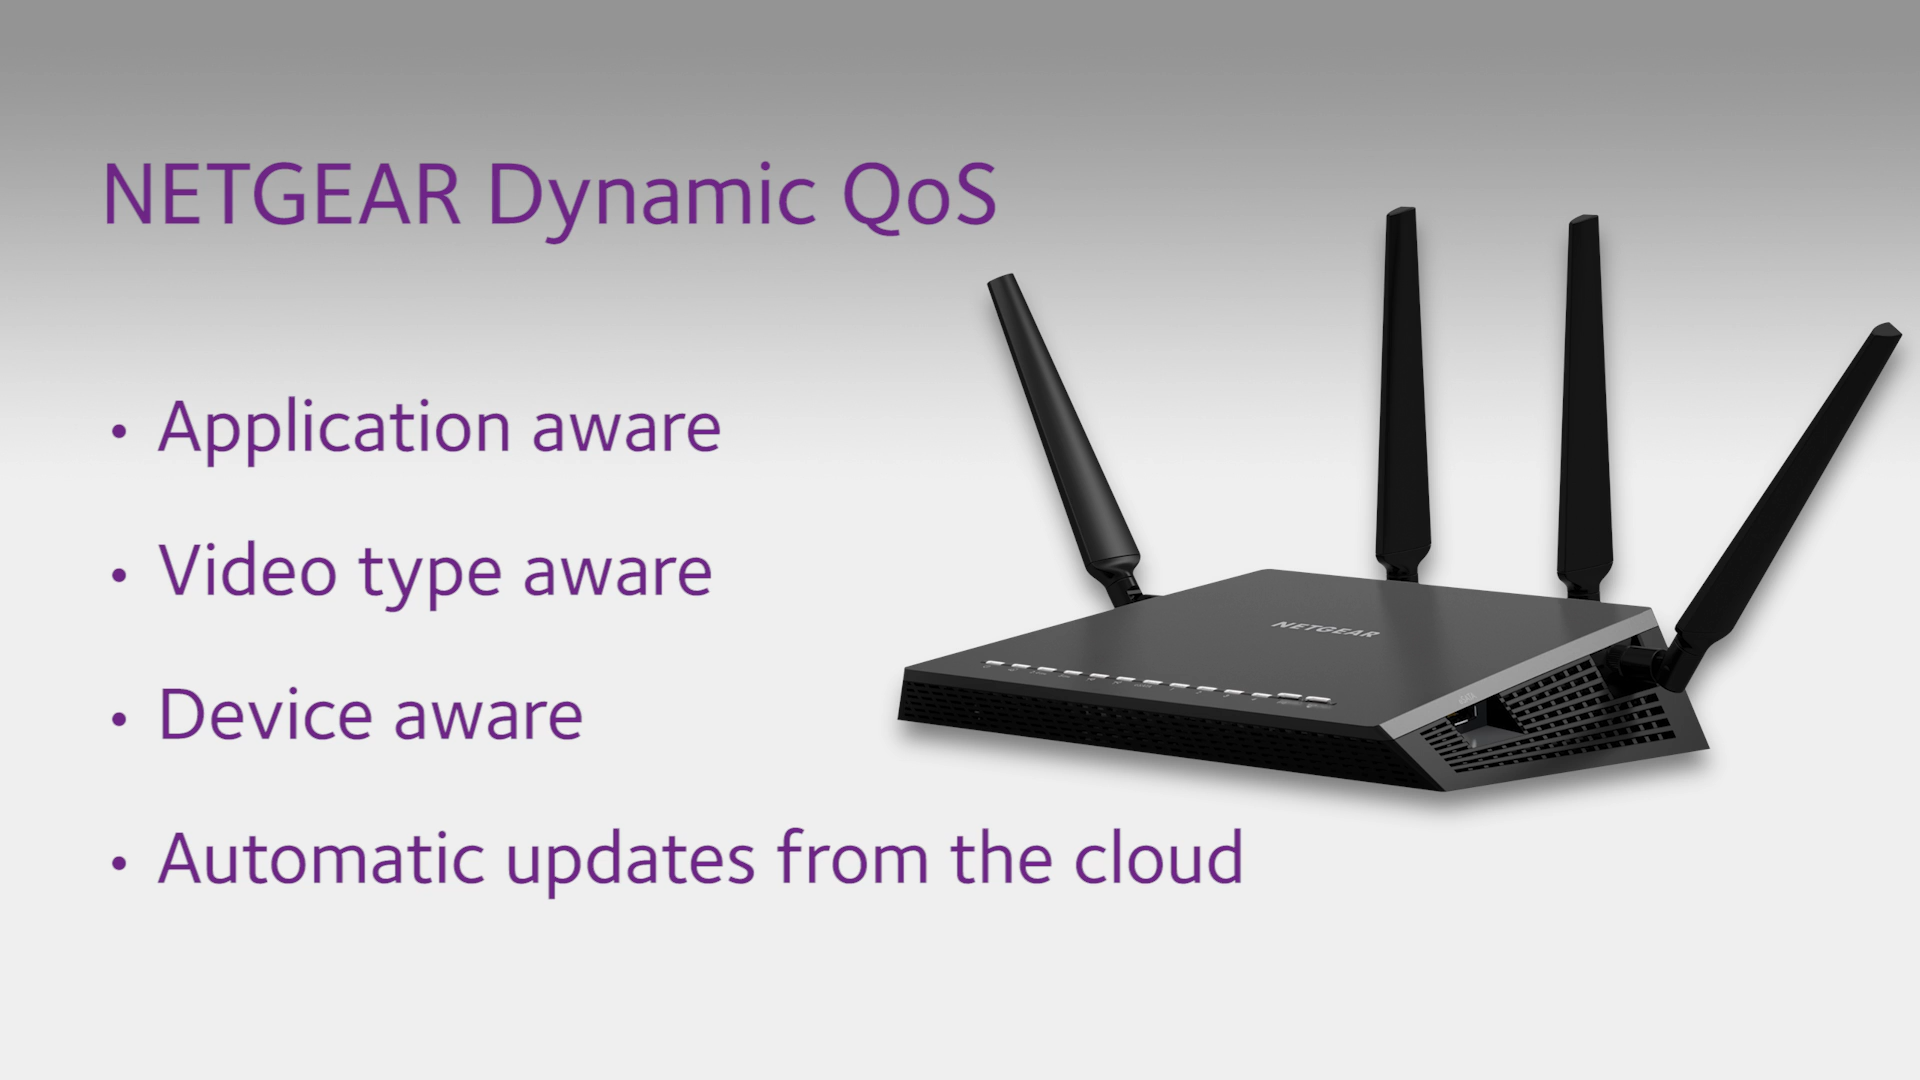 NETGEAR Dynamic QoS
• Application aware
• Video type aware
• Device aware
• Automatic updates from the cloud
NETGEAR